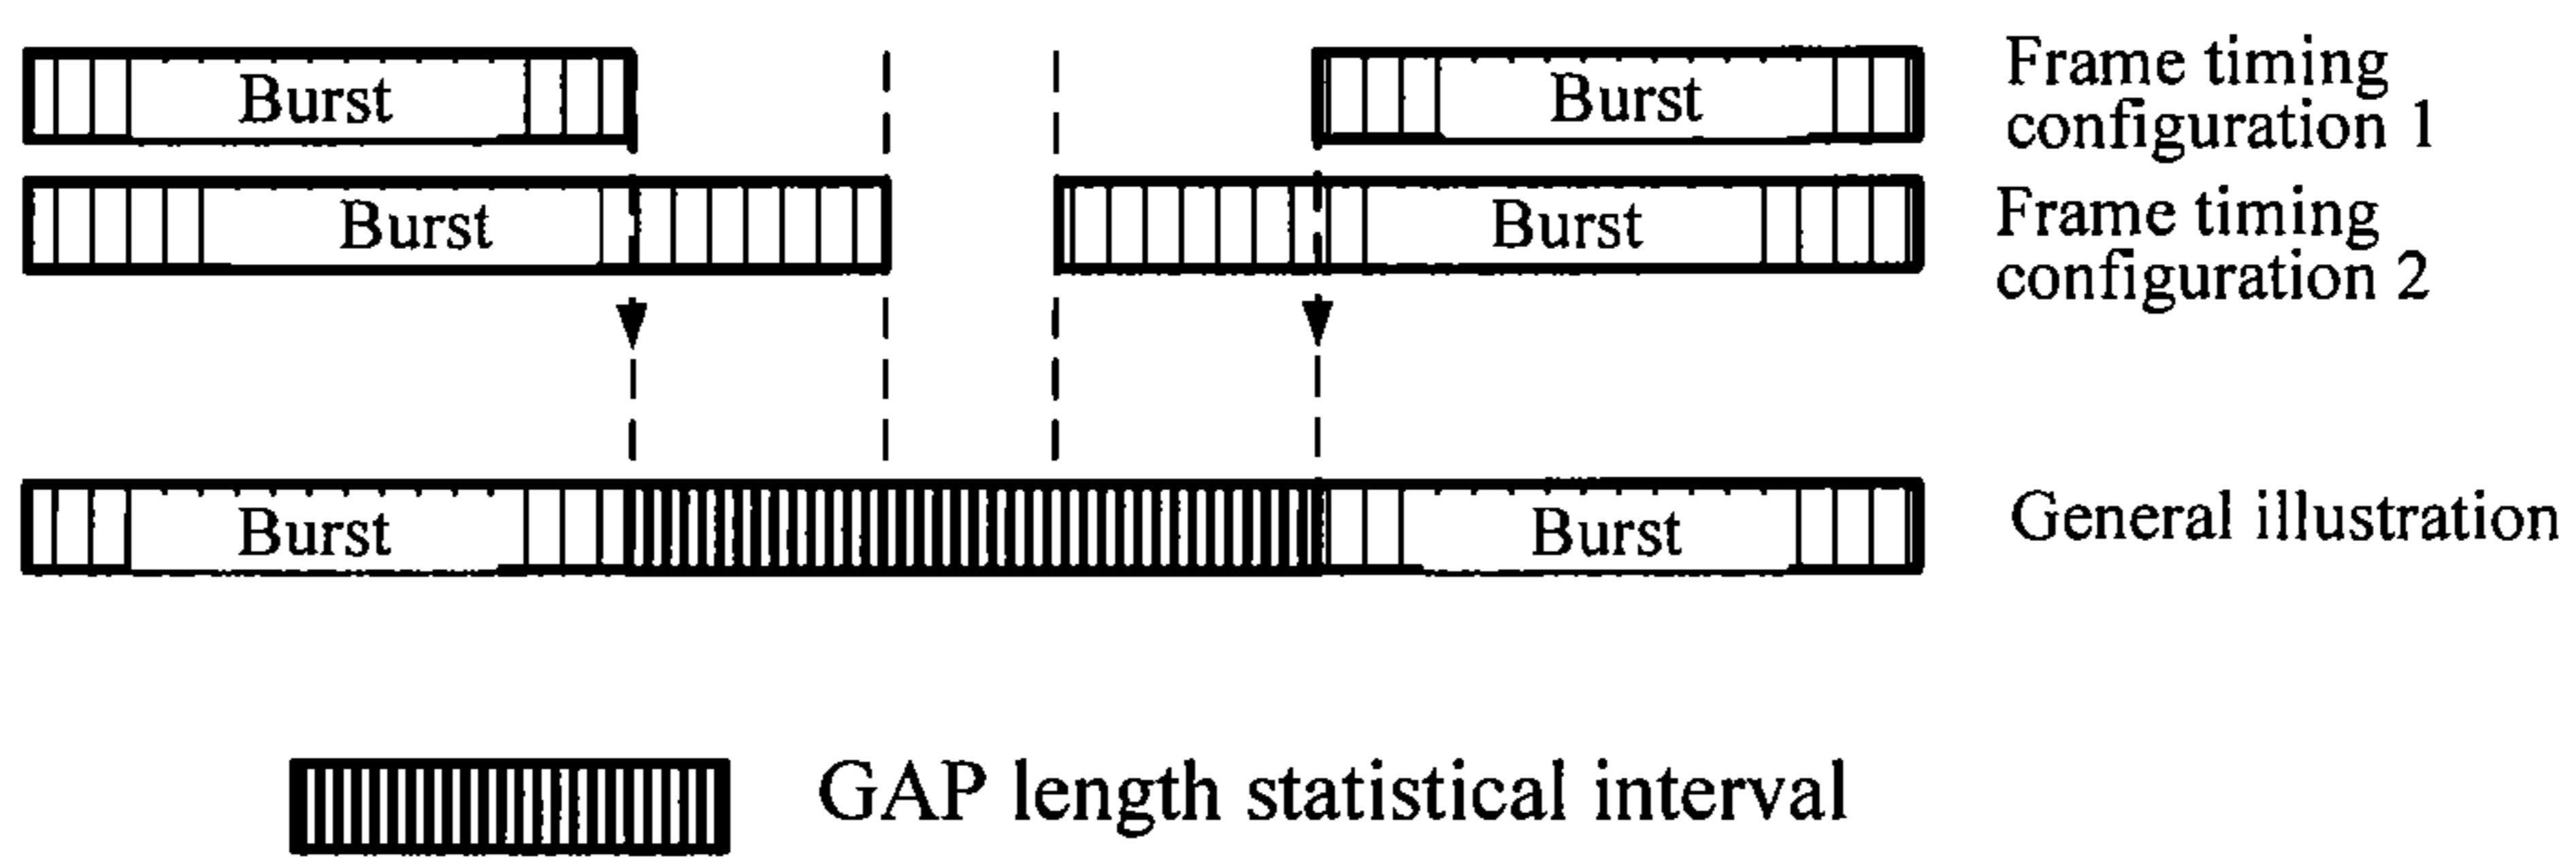 Burst
Burst
Frame timing
configuration 1
Burst
Burst
Frame timing
configuration 2
Burst
Burst
General illustration
GAP length statistical interval